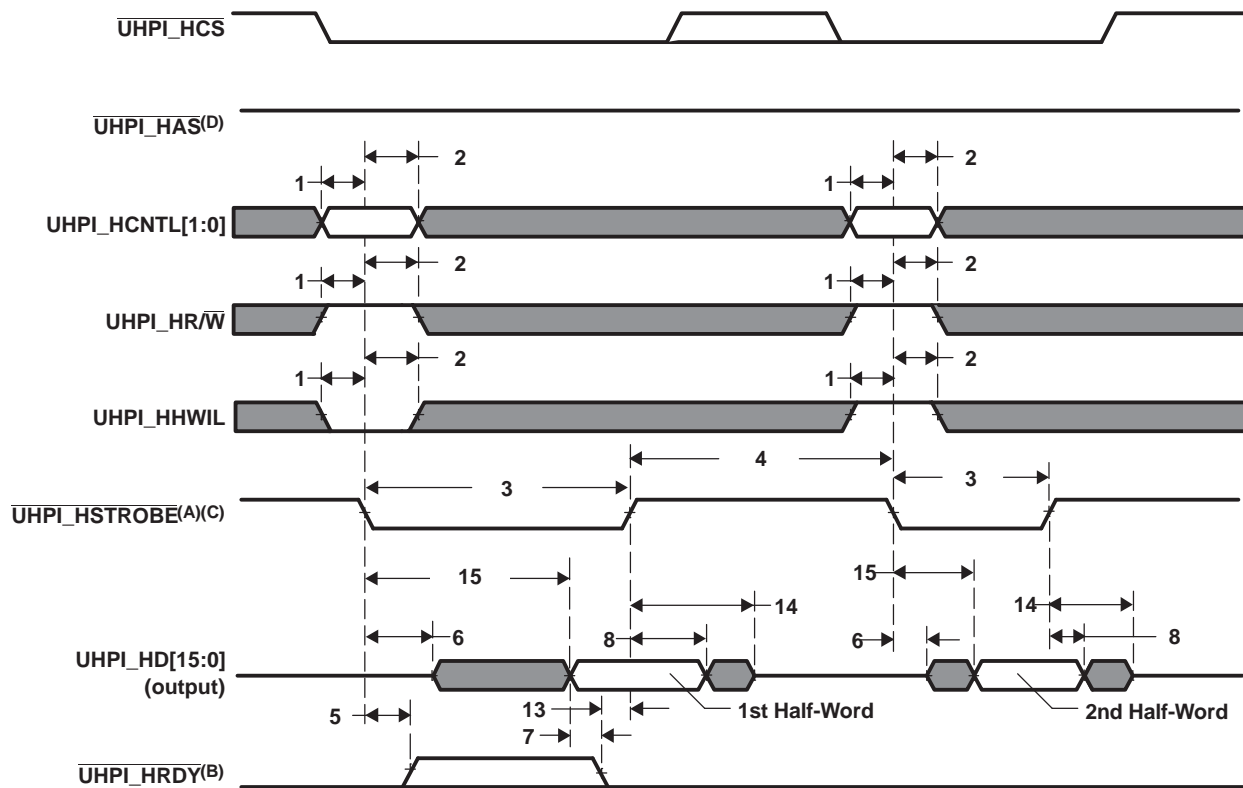 UHPI_HCS
UHPI_HAS(D)
2
2
1
1
UHPI_HCNTL[1:0]
2
2
1
1
UHPI_HR/W
2
2
1
1
UHPI_HHWIL
4
3
3
UHPI_HSTROBE(A)(C)
15
15
14
14
6
8
6
8
UHPI_HD[15:0]
(output)
5
13
1st Half-Word
2nd Half-Word
7
UHPI_HRDY(B)